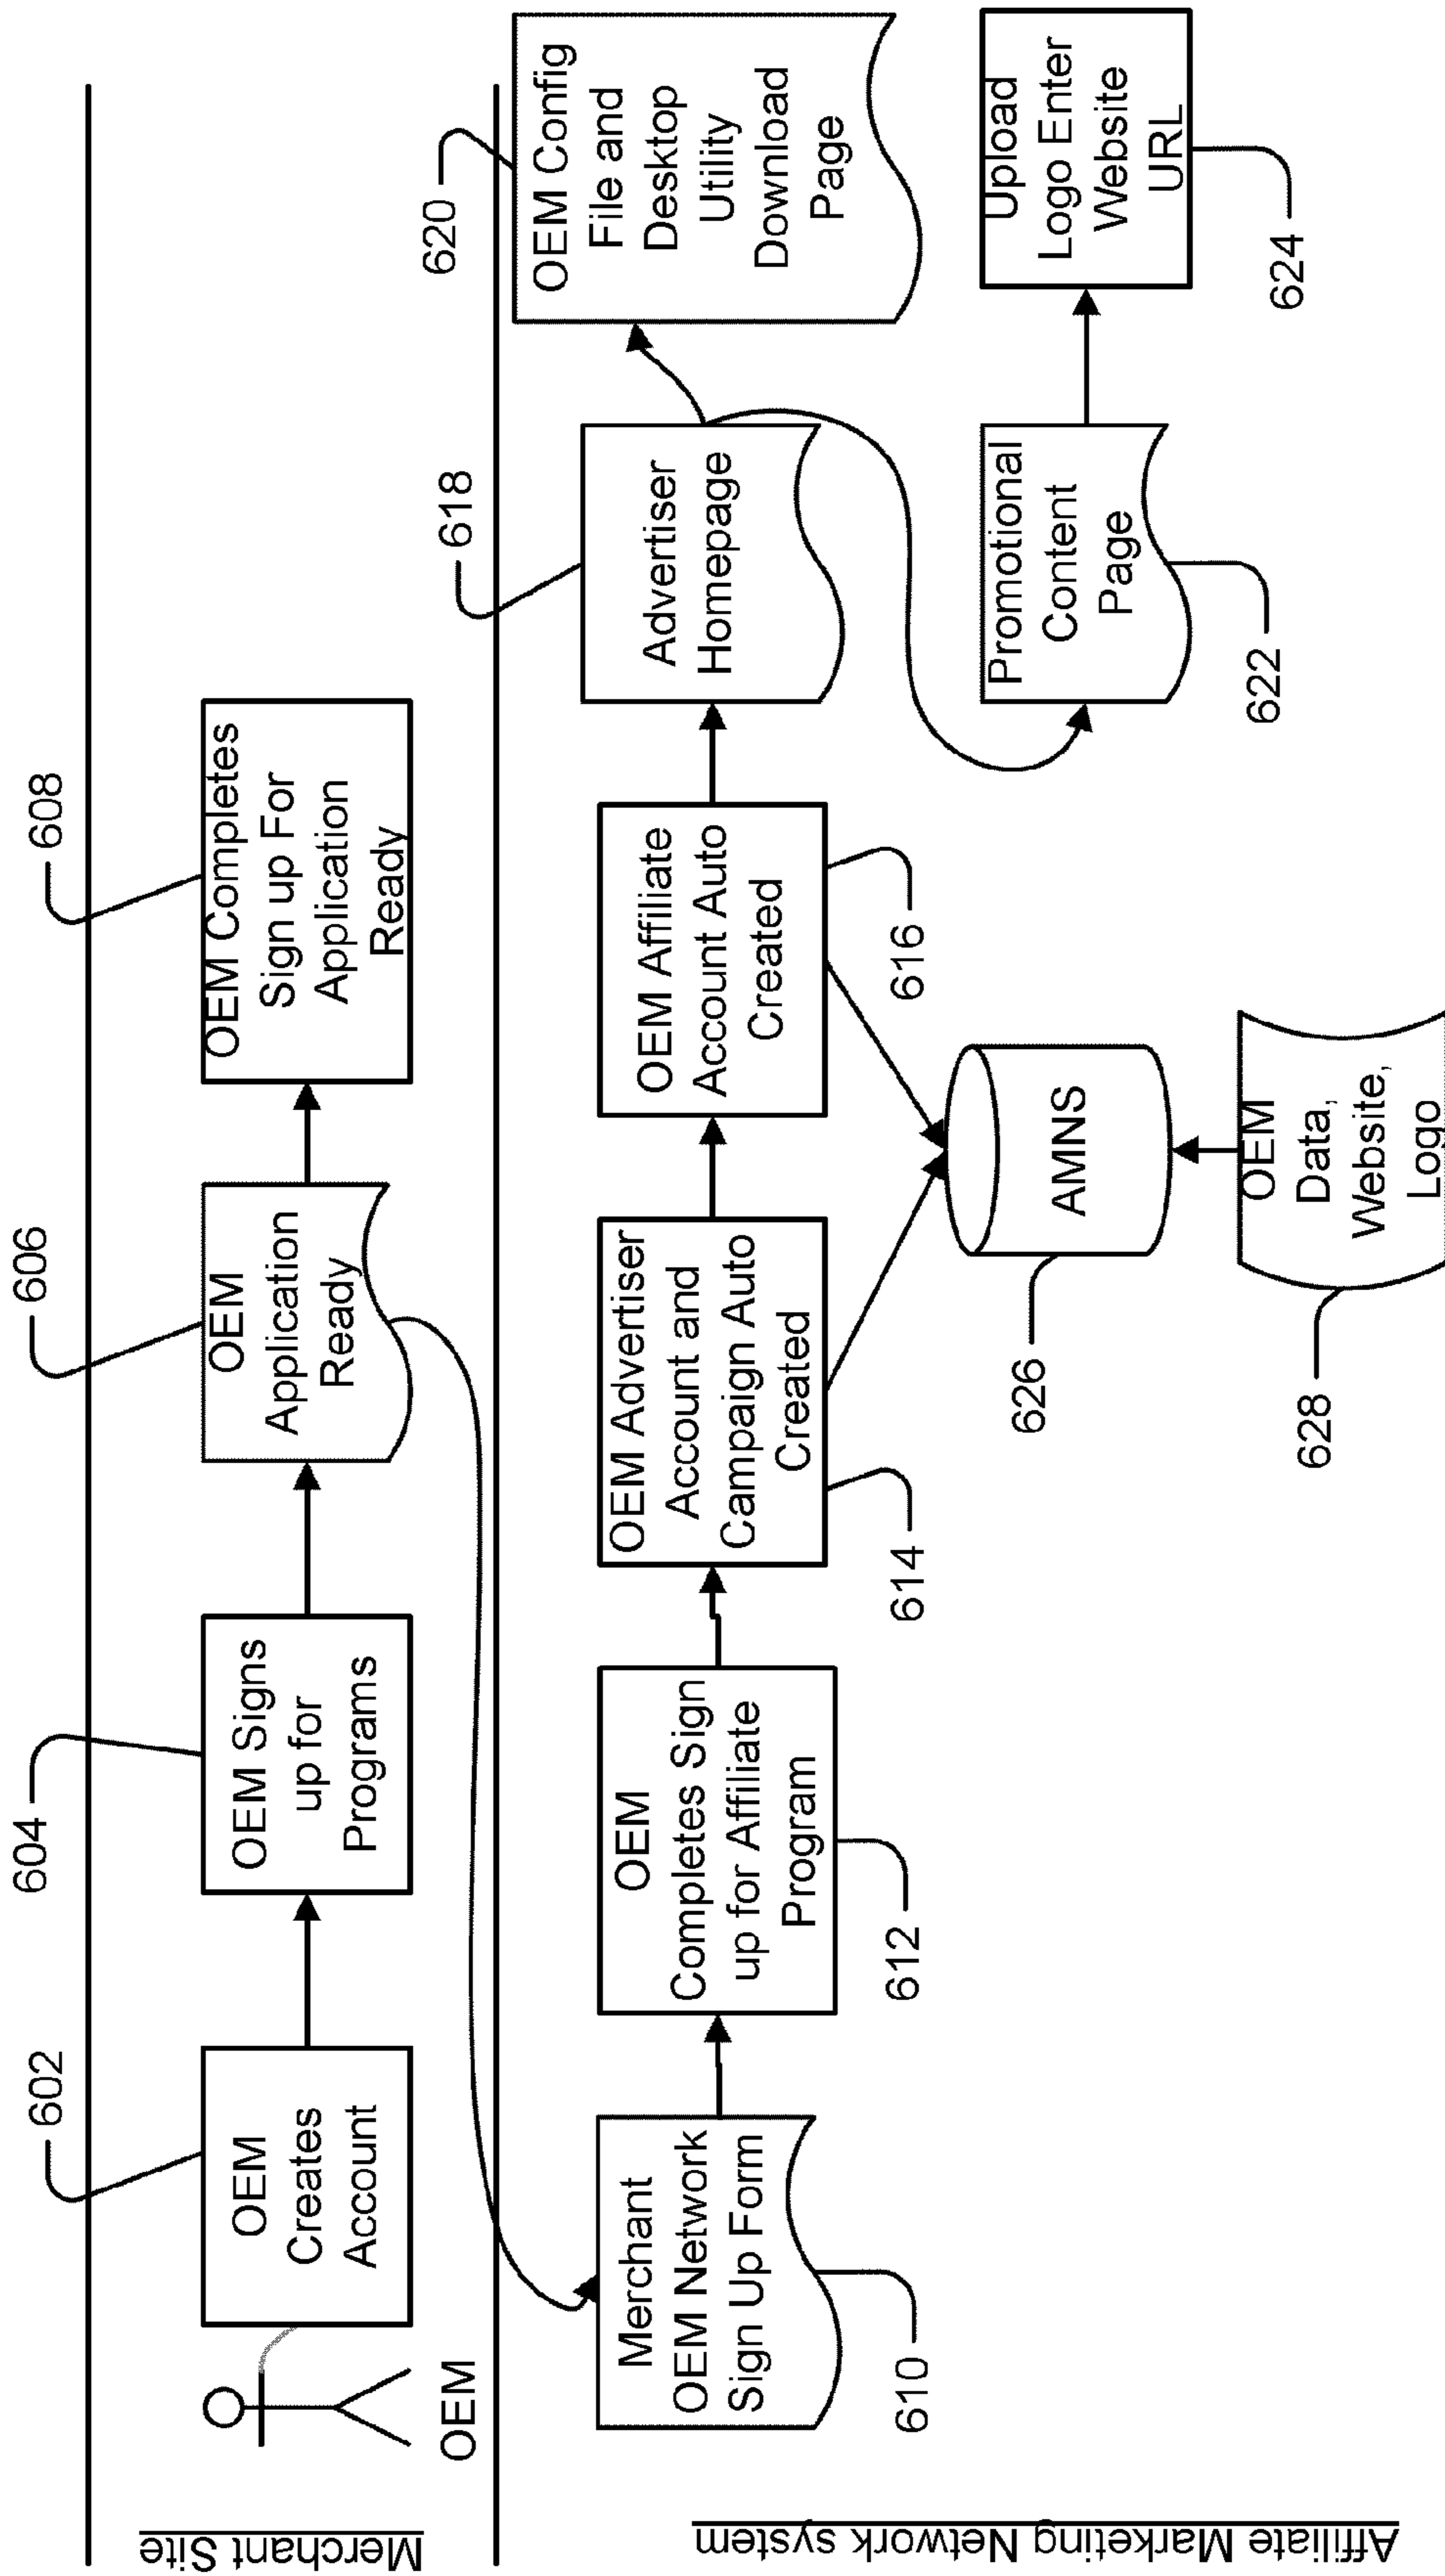 Merchant Site
602
604
606
608
OEM
OEM
Creates
Account
OEM Signs
up for
Programs
OEM
Application
Ready
OEM Completes
Sign up For
Application
Ready
Affiliate Marketing Network system
Merchant
OEM Network
Sign Up Form
610
OEM
Completes Sign
up for Affiliate
Program
612
OEM Advertiser
Account and
Campaign Auto
Created
614
OEM Affiliate
Account Auto
Created
616
618
Advertiser
Homepage
620
OEM Config
File and
Desktop
Utility
Download
Page
Promotional
Content
Page
622
Upload
Logo Enter
Website
URL
624
AMNS
626
OEM
Data,
Website,
Logo
628